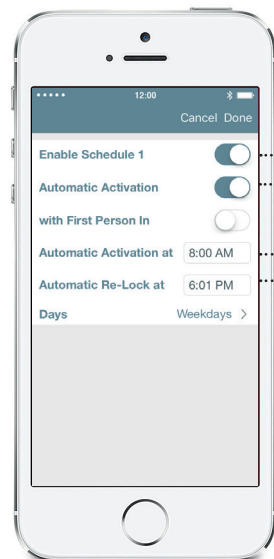 12:00
Cancel Done
Enable Schedule 1
Automatic Activation
with First Person In
Automatic Activation at 8:00 AM
Automatic Re-Lock at 6:01 PM
Days Weekdays >